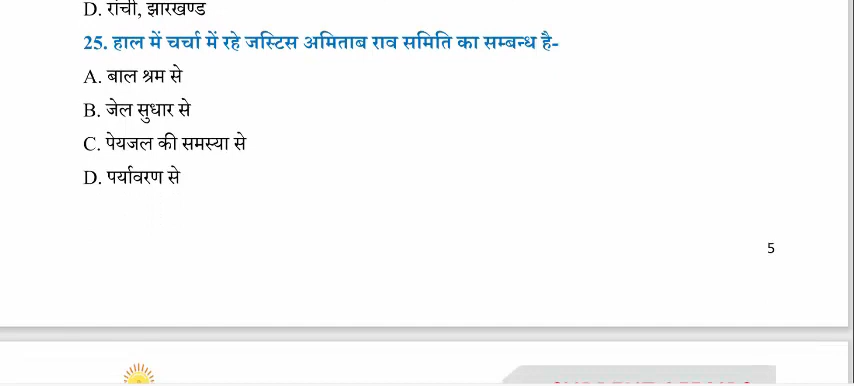 D. रांची, झारखण्ड
25. हाल में चर्चा में रहे जस्टिस अमिताब राव समिति का सम्बन्ध है-
A. बाल श्रम से
B. जेल सुधार से
C. पेयजल की समस्या से
D. पर्यावरण से
5